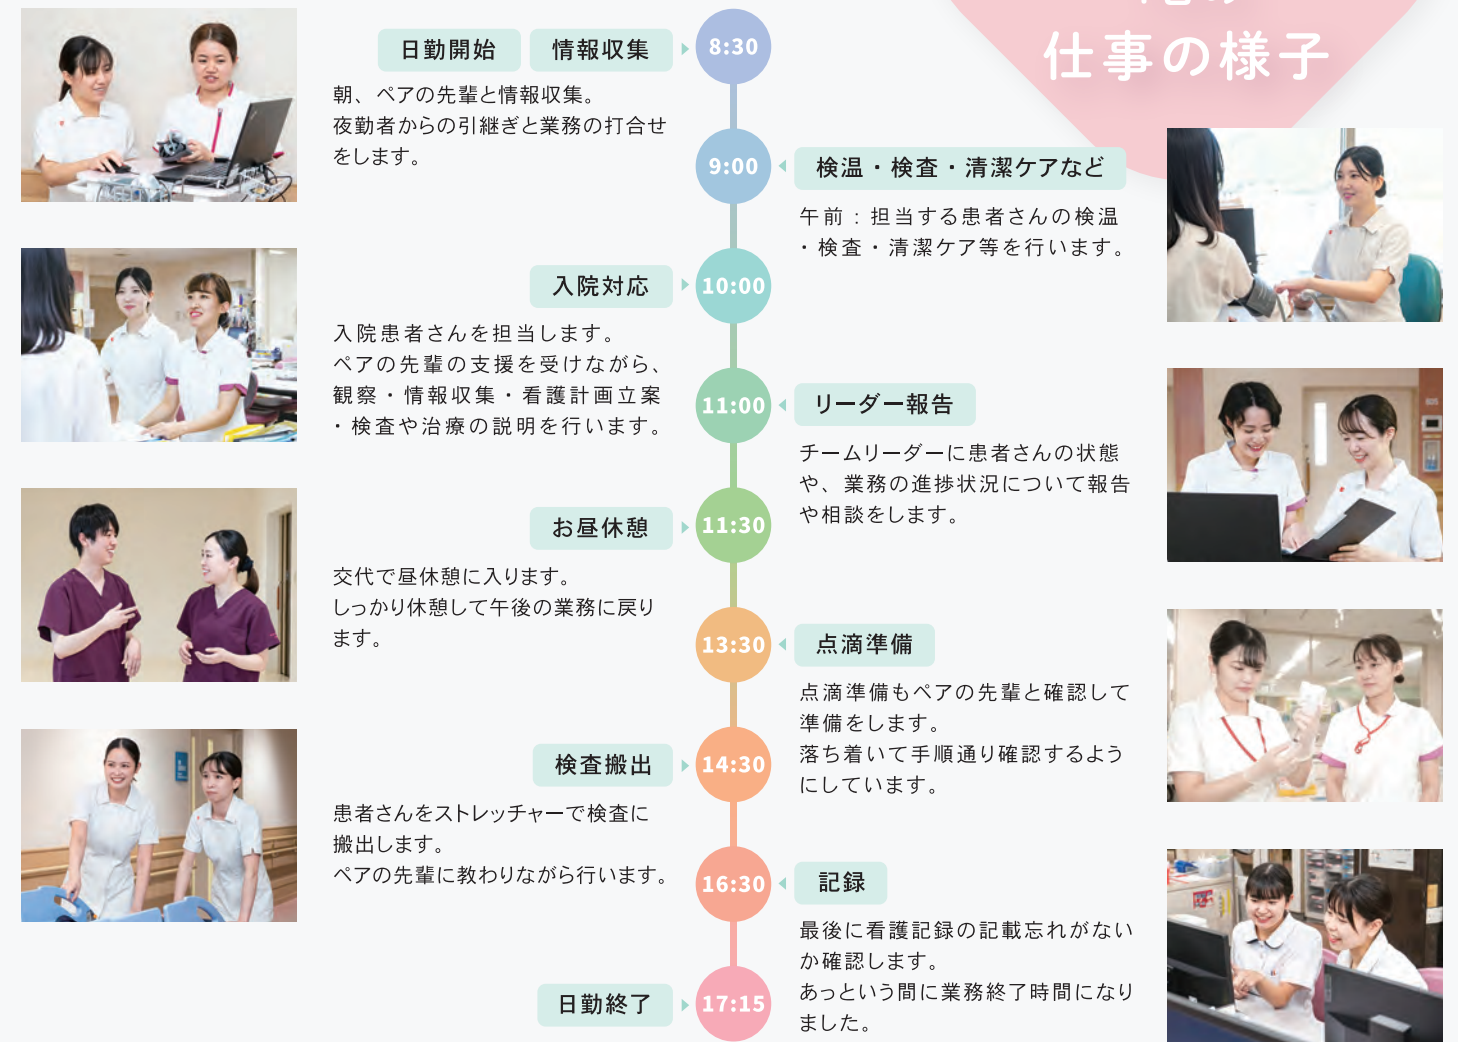 仕事の様子
日勤開始 情報収集
8:30
朝、ペアの先輩と情報収集。
夜勤者からの引継ぎと業務の打合せ
をします。
9:00
検温・検査・清潔ケアなど
午前：担当する患者さんの検温
・検査・清潔ケア等を行います。
入院対応
10:00
入院患者さんを担当します。
ペアの先輩の支援を受けながら、
観察・情報収集・看護計画立案
・検査や治療の説明を行います。
11:00
リーダー報告
チームリーダーに患者さんの状態
や、業務の進捗状況について報告
や相談をします。
お昼休憩
11:30
交代で昼休憩に入ります。
しっかり休憩して午後の業務に戻り
ます。
13:30
点滴準備
点滴準備もペアの先輩と確認して
準備をします。
落ち着いて手順通り確認するよう
にしています。
検査搬出
14:30
患者さんをストレッチャーで検査に
搬出します。
ペアの先輩に教わりながら行います。
16:30
記録
最後に看護記録の記載忘れがない
か確認します。
あっという間に業務終了時間になり
ました。
日勤終了
17:15